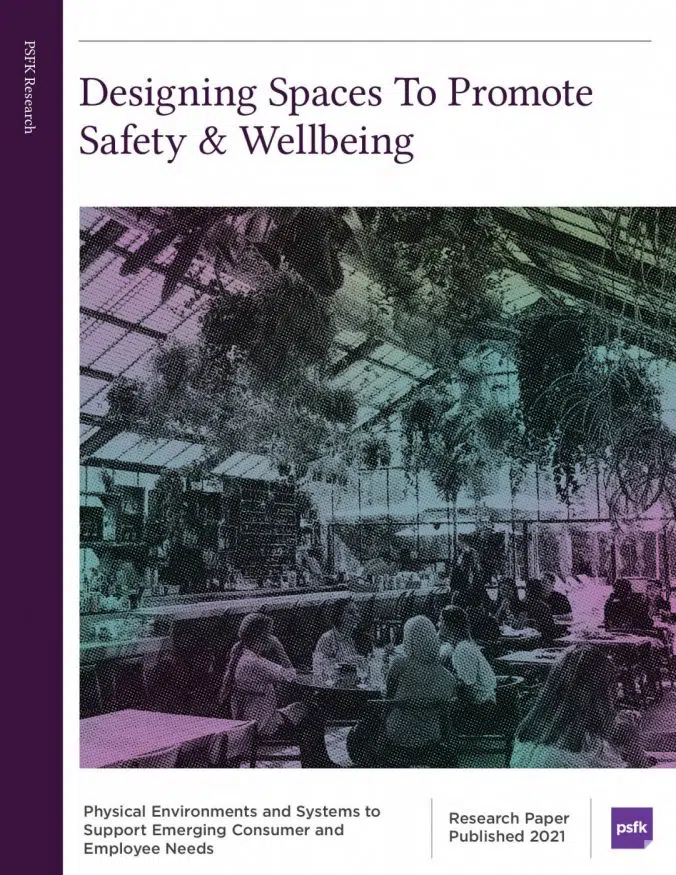 PSFK Research
Designing Spaces To Promote
Safety & Wellbeing
Physical Environments and Systems to
Support Emerging Consumer and
Employee Needs
Research Paper
Published 2021
psfk